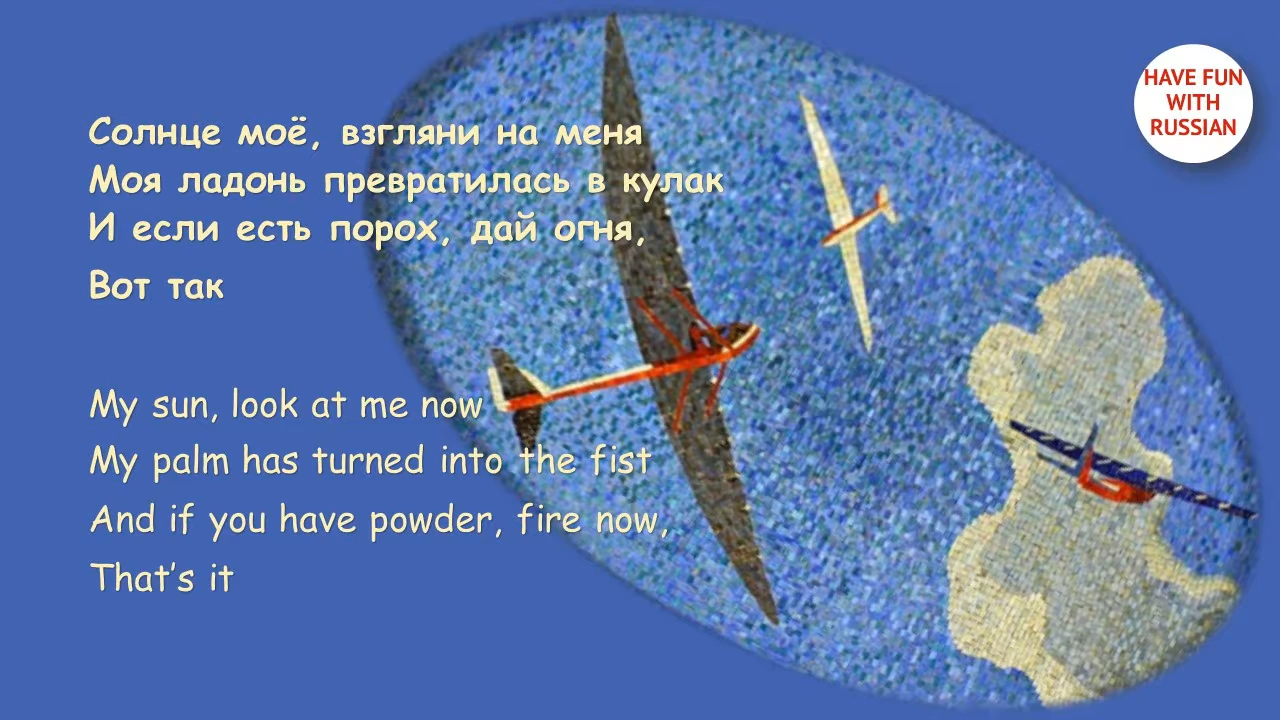 Солнце моё, взгляни на меня
Моя ладонь превратилась в кулак
И если есть порох, дай огня,
Вот так
My sun, look at me now
My palm has turned into the fist
And if you have powder, fire now,
That's it
HAVE FUN
WITH
RUSSIAN